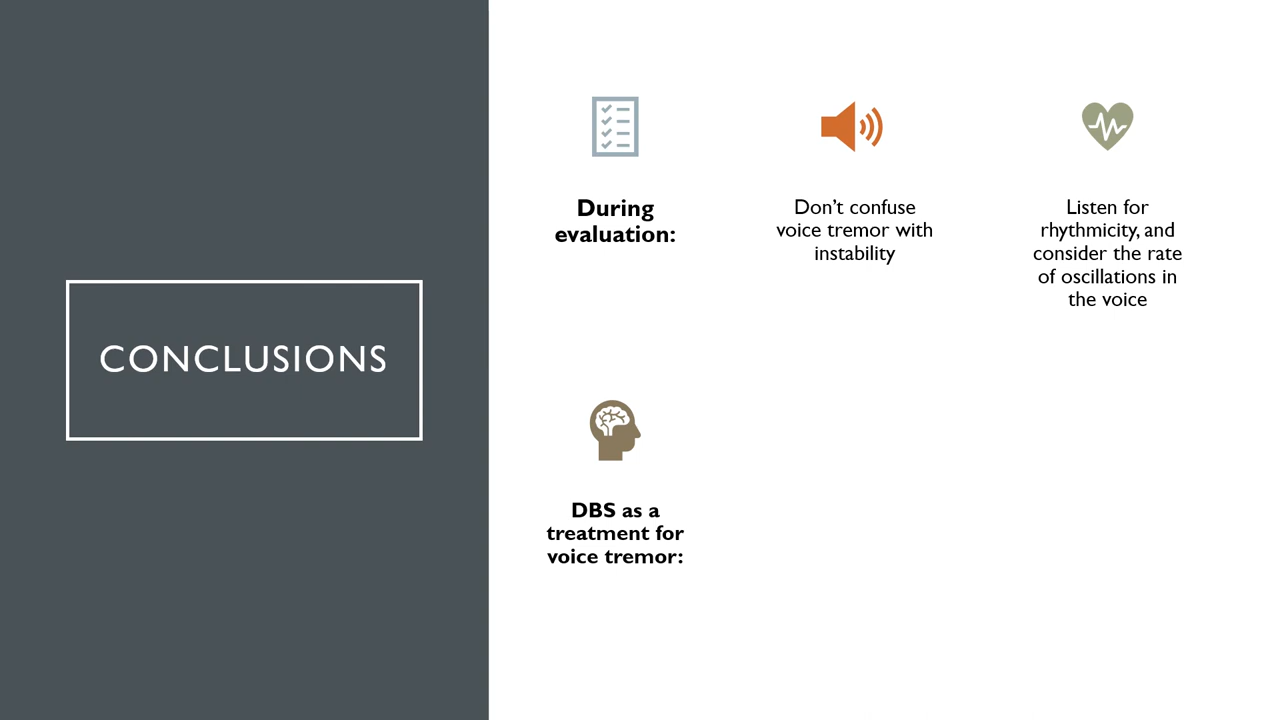 CONCLUSIONS
During
evaluation:
Don’t confuse
voice tremor with
instability
Listen for
rhythmicity, and
consider the rate
of oscillations in
the voice
DBS as a
treatment for
voice tremor: